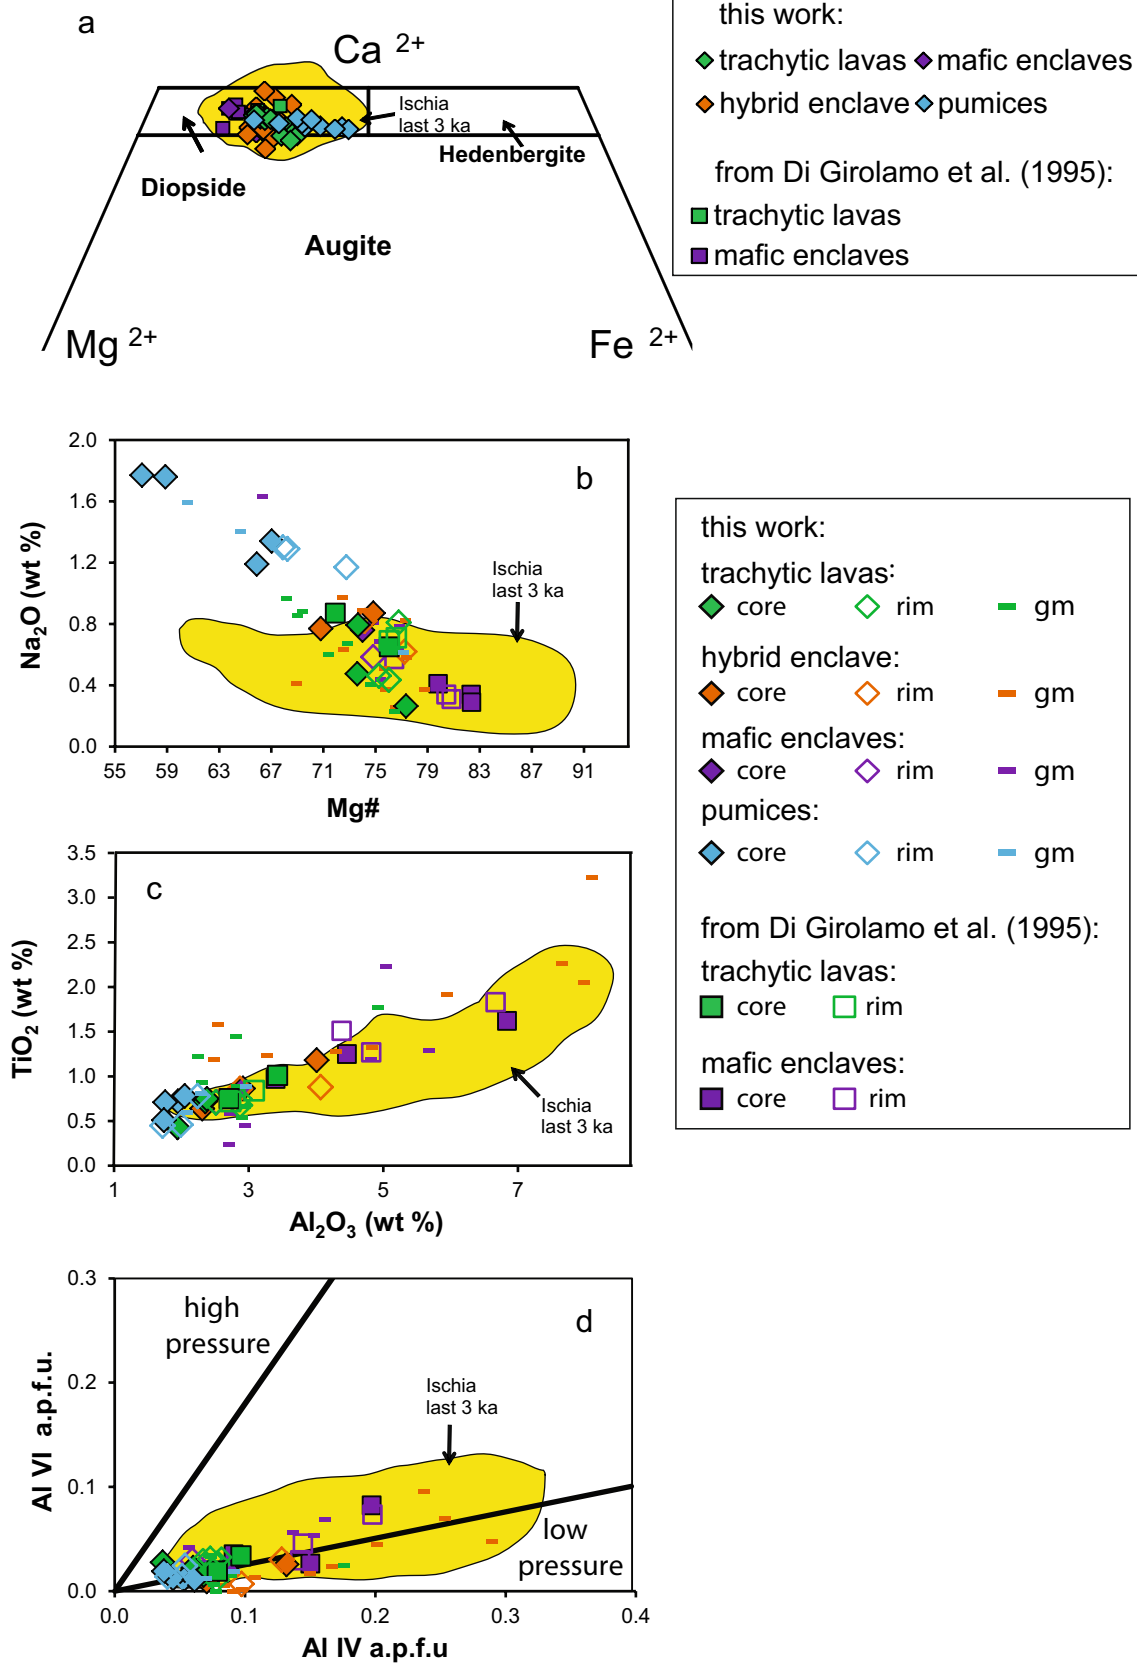 a
Ca 2+
Ischia
last 3 ka
Hedenbergite
Diopside
Augite
Mg 2+
Fe 2+
this work:
trachytic lavas mafic enclaves
hybrid enclave pumices
from Di Girolamo et al. (1995):
trachytic lavas
mafic enclaves
b
2.0
1.6
1.2
0.8
0.4
0.0
Na2O (wt %)
Ischia
last 3 ka
55 59 63 67 71 75 79 83 87 91
Mg#
c
3.5
3.0
2.5
2.0
1.5
1.0
0.5
0.0
TiO2 (wt %)
Ischia
last 3 ka
1 3 5 7
Al2O3 (wt %)
this work:
trachytic lavas:
core rim gm
hybrid enclave:
core rim gm
mafic enclaves:
core rim gm
pumices:
core rim gm
from Di Girolamo et al. (1995):
trachytic lavas:
core rim
mafic enclaves:
core rim
d
0.3
0.2
0.1
0.0
Al VI a.p.f.u.
high
pressure
Ischia
last 3 ka
low
pressure
0.0 0.1 0.2 0.3 0.4
Al IV a.p.f.u